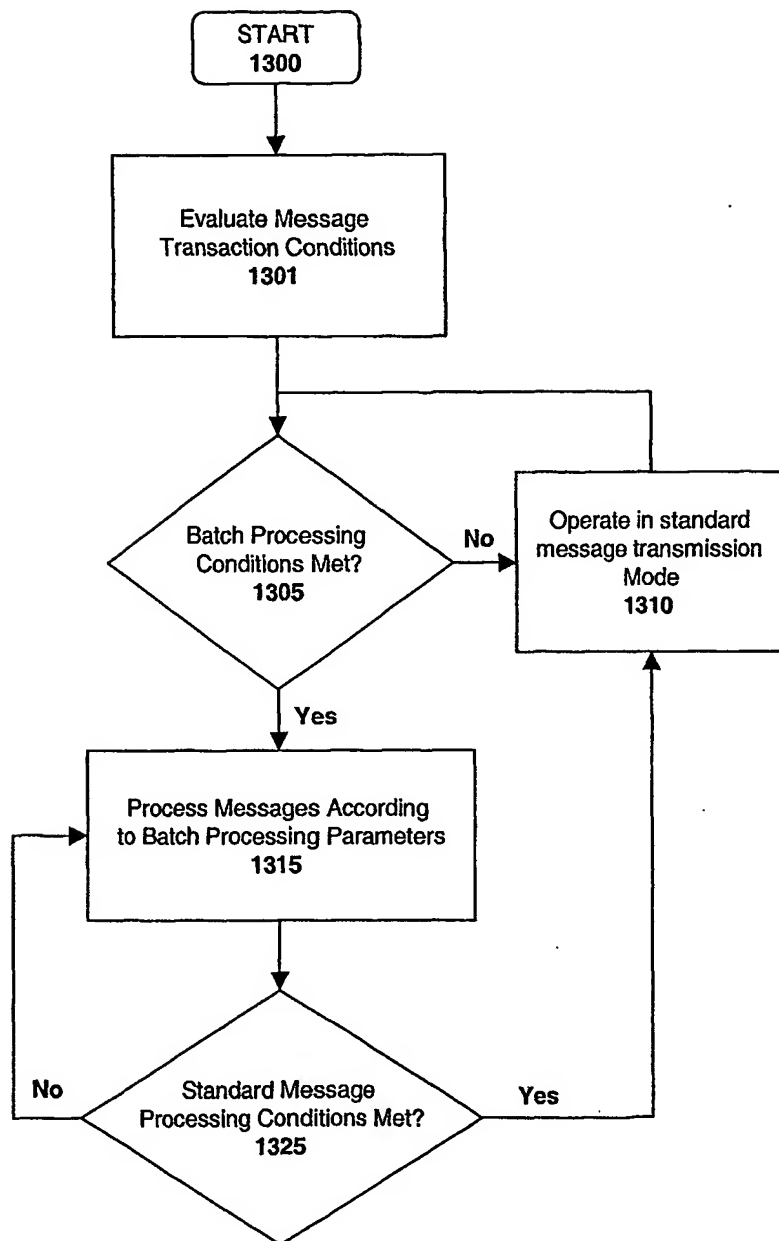 START
1300
Evaluate Message
Transaction Conditions
1301
Batch Processing
Conditions Met?
1305
No
Operate in standard
message transmission
Mode
1310
Yes
Process Messages According
to Batch Processing Parameters
1315
No
Standard Message
Processing Conditions Met?
1325
Yes